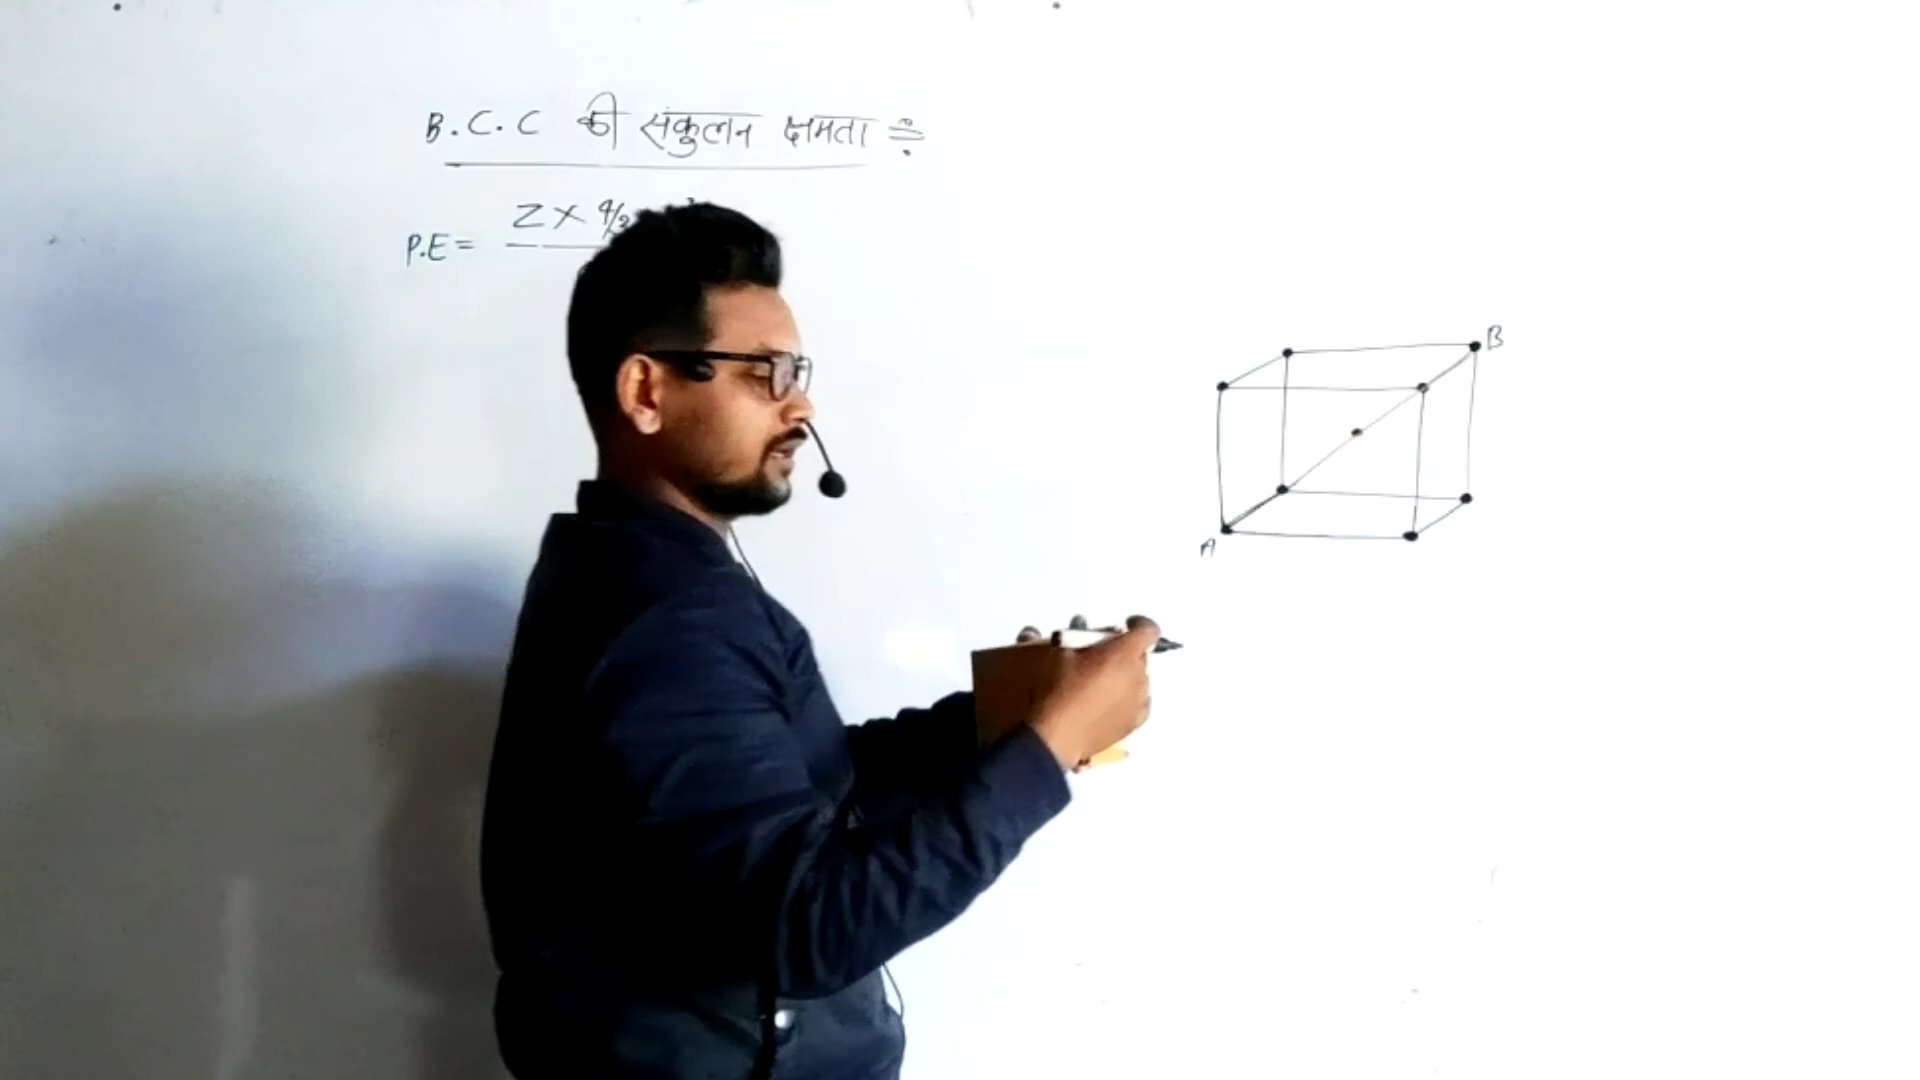 B.C.C की संकुलन क्षमता ÷
P.E = Z × 4/3
B
A